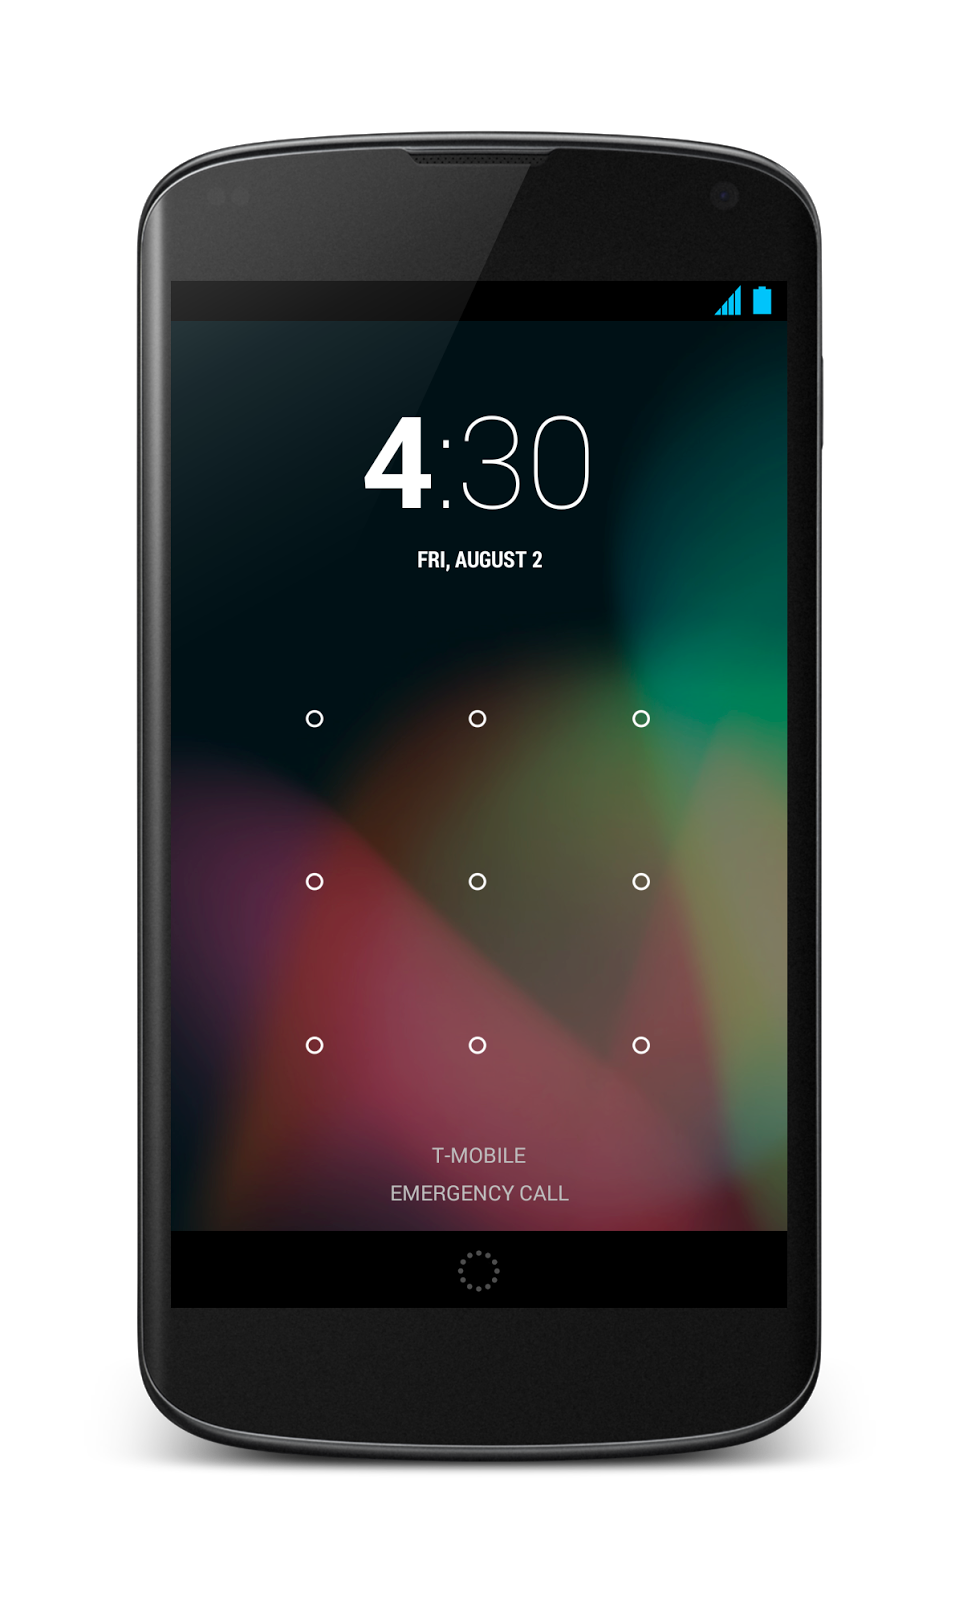 4:30
FRI, AUGUST 2
T-MOBILE
EMERGENCY CALL